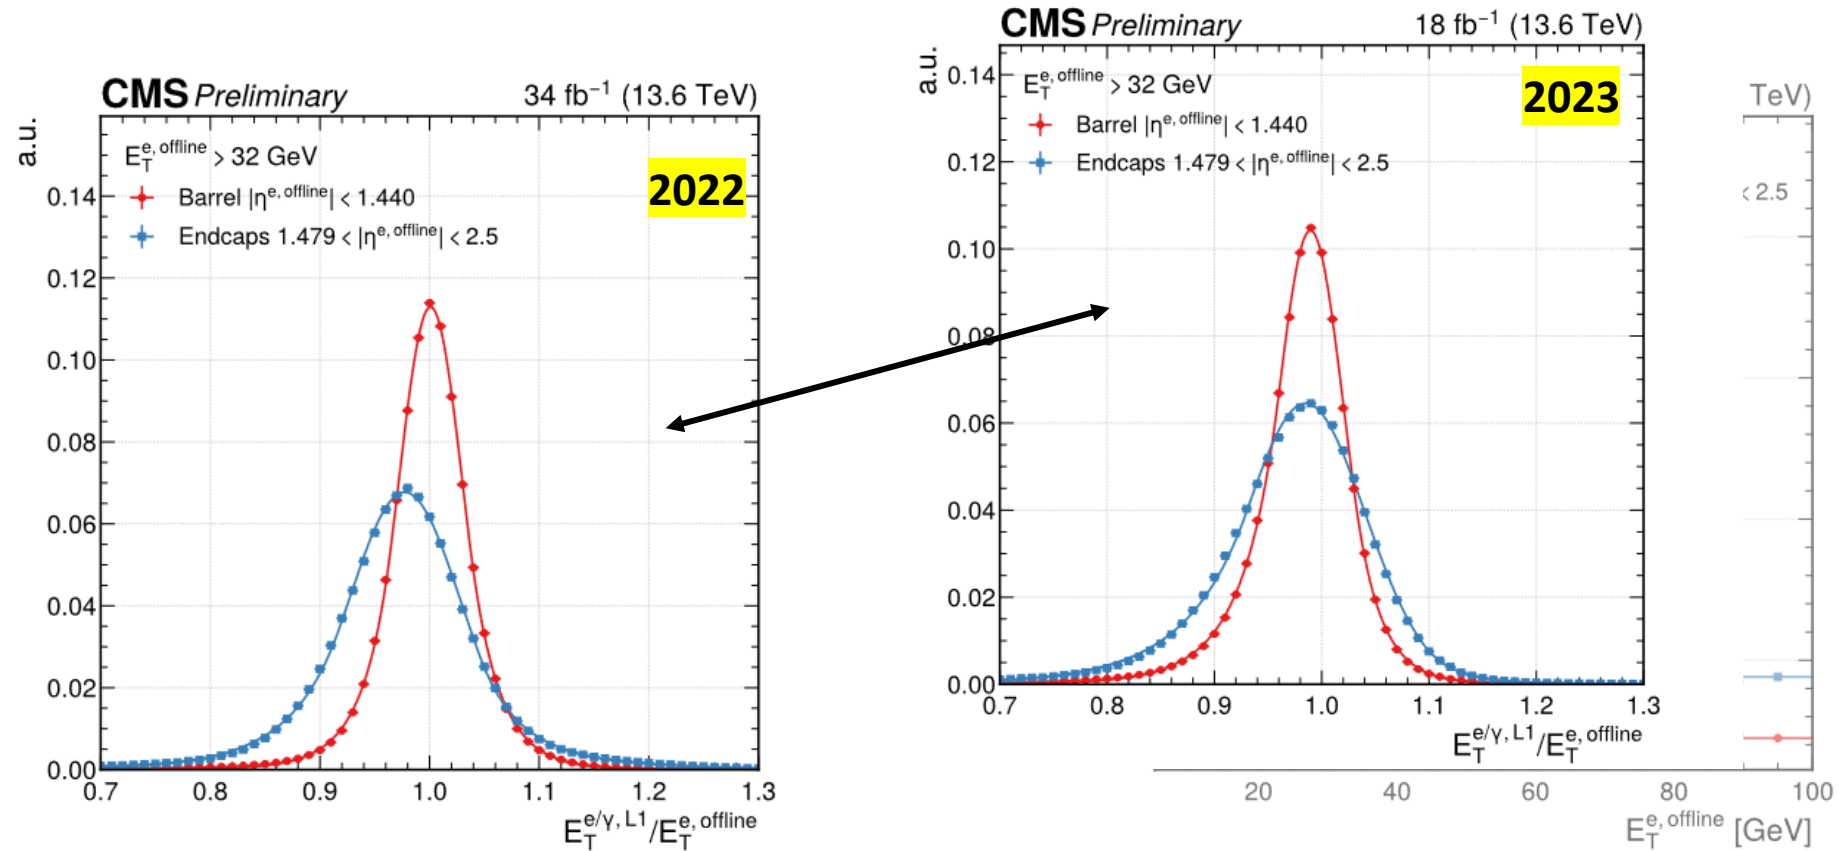 CMS Preliminary 34 fb⁻¹ (13.6 TeV)
a.u.
E_T^{e, offline} > 32 GeV
Barrel |η^{e, offline}| < 1.440
Endcaps 1.479 < |η^{e, offline}| < 2.5
2022
0.14
0.12
0.10
0.08
0.06
0.04
0.02
0.00
0.7 0.8 0.9 1.0 1.1 1.2 1.3
E_T^{e/γ, L1}/E_T^{e, offline}
CMS Preliminary 18 fb⁻¹ (13.6 TeV)
a.u.
E_T^{e, offline} > 32 GeV
Barrel |η^{e, offline}| < 1.440
Endcaps 1.479 < |η^{e, offline}| < 2.5
2023
0.14
0.12
0.10
0.08
0.06
0.04
0.02
0.00
0.7 0.8 0.9 1.0 1.1 1.2 1.3
E_T^{e/γ, L1}/E_T^{e, offline}
TeV)
< 2.5
20 40 60 80 100
E_T^{e, offline} [GeV]